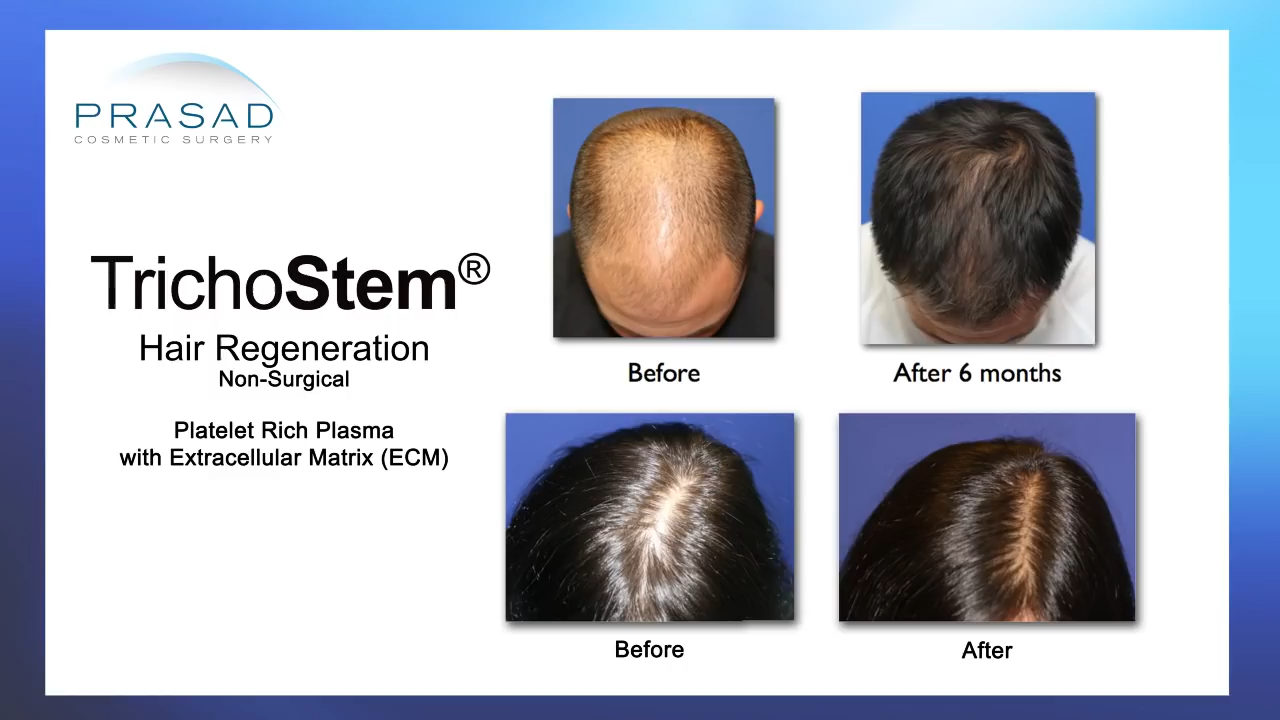 PRASAD
COSMETIC SURGERY
TrichoStem®
Hair Regeneration
Non-Surgical
Platelet Rich Plasma
with Extracellular Matrix (ECM)
Before
After 6 months
Before
After